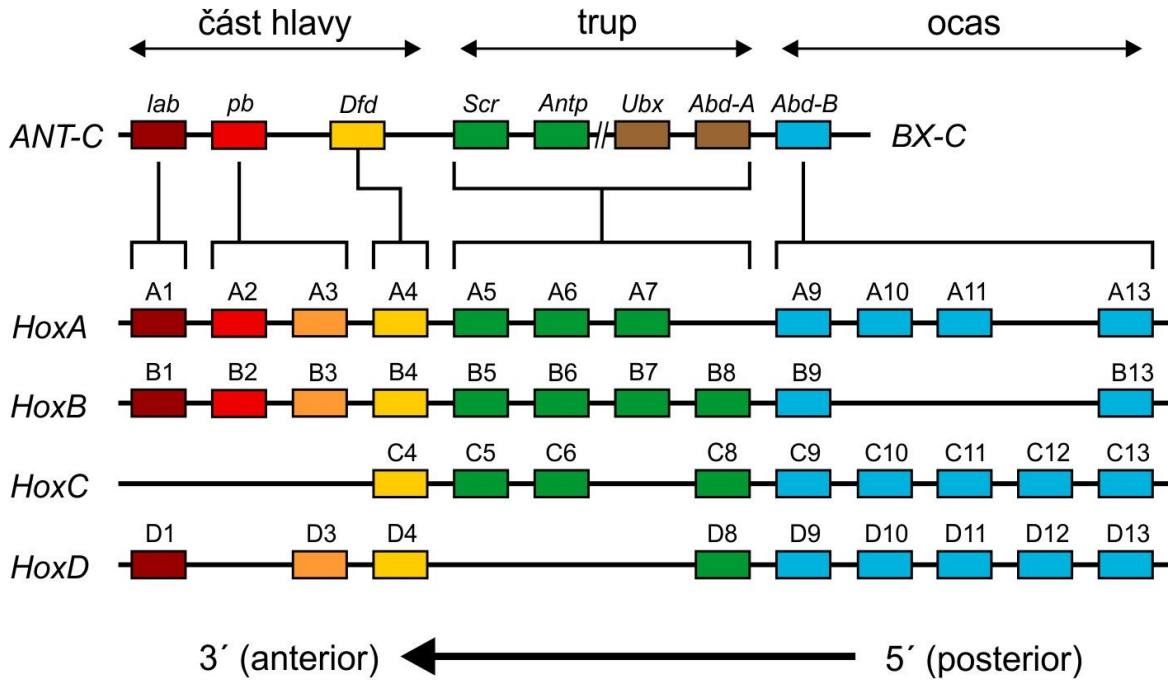 část hlavy trup ocas
lab pb Dfd Scr Antp Ubx Abd-A Abd-B
ANT-C // BX-C
A1 A2 A3 A4 A5 A6 A7 A9 A10 A11 A13
HoxA
B1 B2 B3 B4 B5 B6 B7 B8 B9 B13
HoxB
C4 C5 C6 C8 C9 C10 C11 C12 C13
HoxC
D1 D3 D4 D8 D9 D10 D11 D12 D13
HoxD
3´ (anterior) 5´ (posterior)